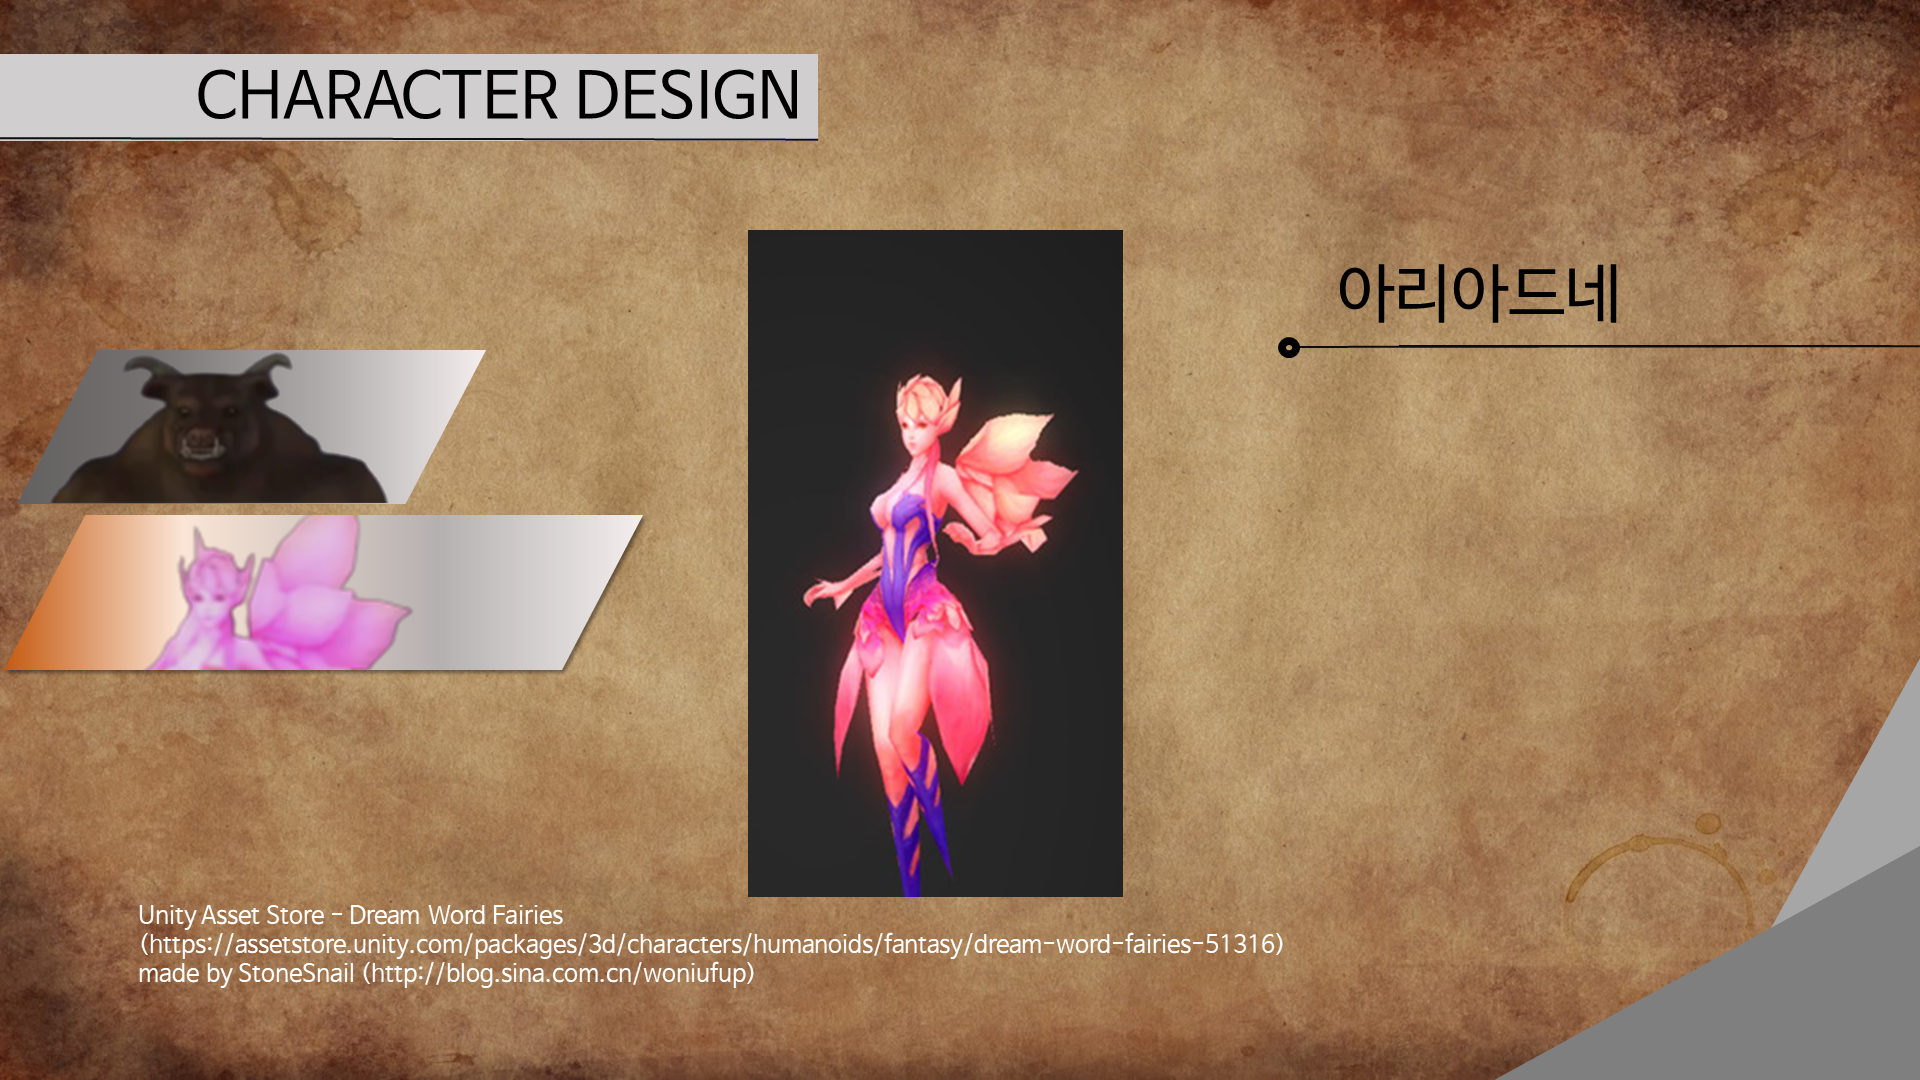 CHARACTER DESIGN
아리아드네
Unity Asset Store - Dream Word Fairies
(https://assetstore.unity.com/packages/3d/characters/humanoids/fantasy/dream-word-fairies-51316)
made by StoneSnail (http://blog.sina.com.cn/woniufup)